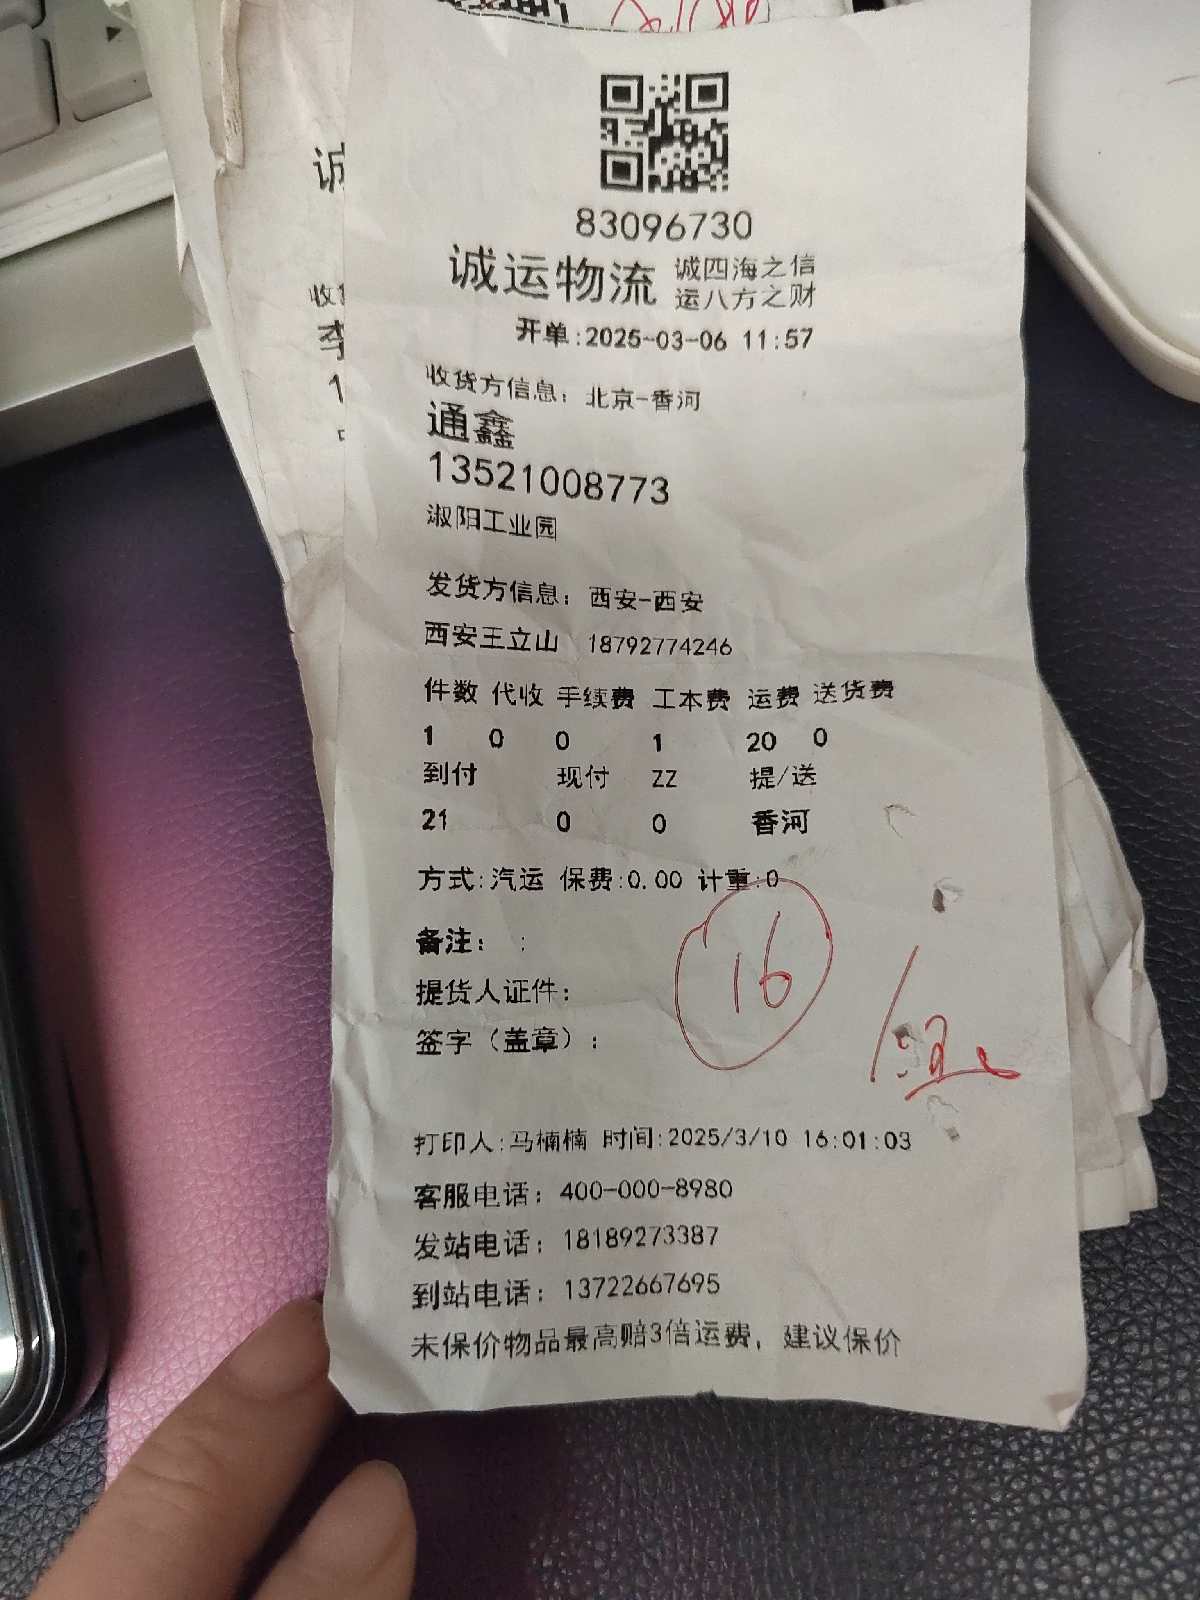 83096730
诚运物流 诚四海之信
运八方之财
开单:2025-03-06 11:57
收货方信息: 北京-香河
通鑫
13521008773
淑阳工业园
发货方信息: 西安-西安
西安王立山 18792774246
件数 代收 手续费 工本费 运费 送货费
1 0 0 1 20 0
到付 现付 ZZ 提/送
21 0 0 香河
方式:汽运 保费:0.00 计重:0
备注: :
提货人证件:
签字（盖章）:
16
打印人:马楠楠 时间:2025/3/10 16:01:03
客服电话: 400-000-8980
发站电话: 18189273387
到站电话: 13722667695
未保价物品最高赔3倍运费, 建议保价
诚
收
李
1